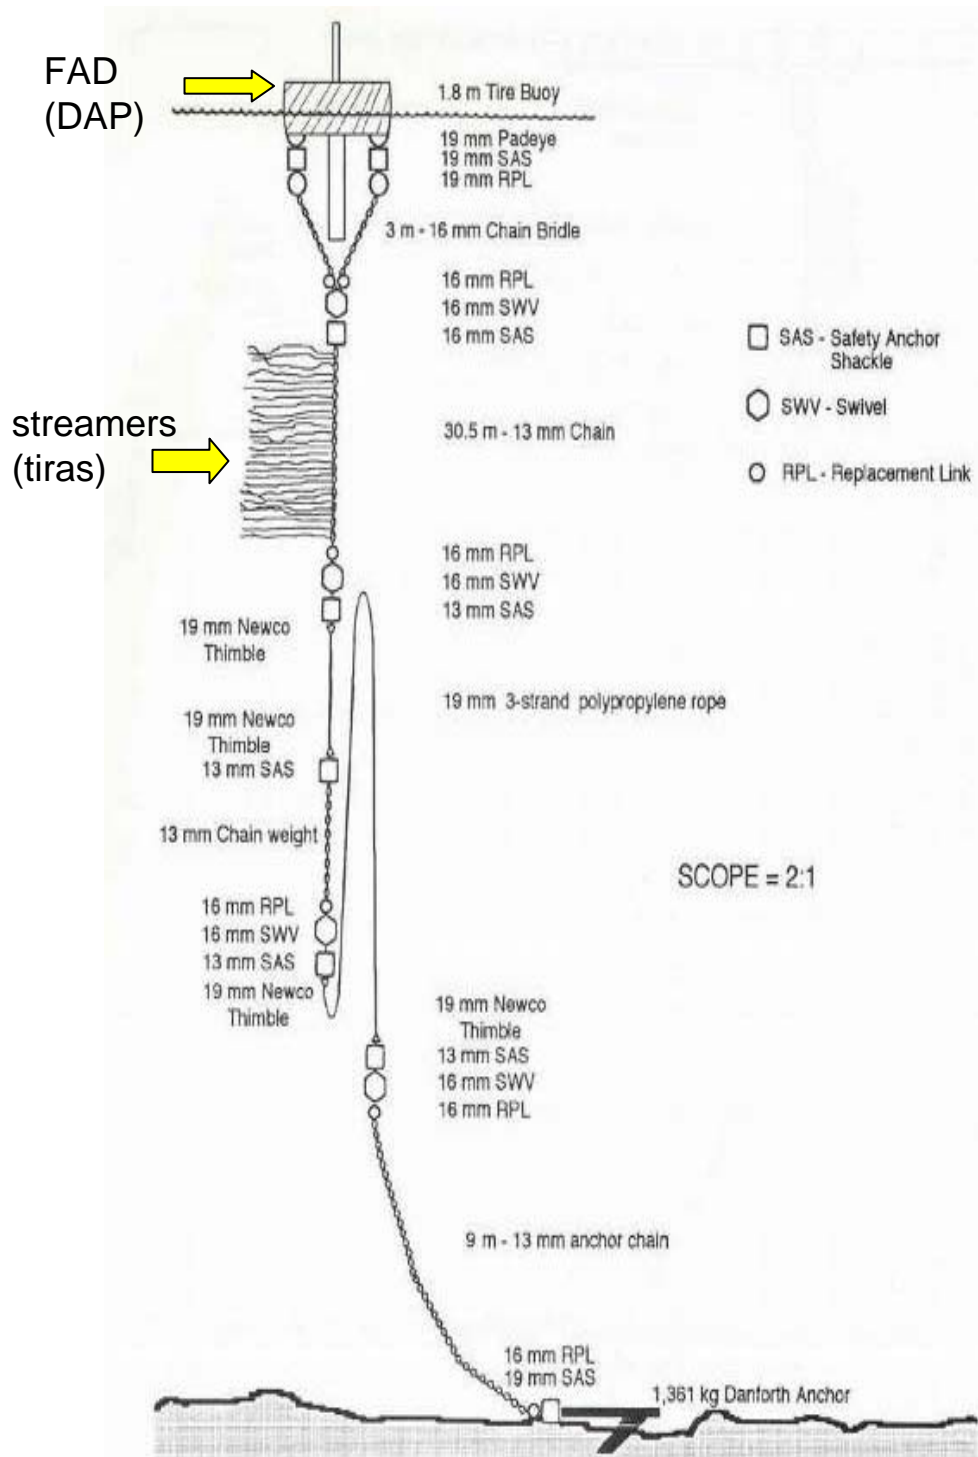 FAD
(DAP)
1.8 m Tire Buoy
19 mm Padeye
19 mm SAS
19 mm RPL
3 m - 16 mm Chain Bridle
16 mm RPL
16 mm SWV
16 mm SAS
SAS - Safety Anchor
Shackle
SWV - Swivel
RPL - Replacement Link
streamers
(tiras)
30.5 m - 13 mm Chain
16 mm RPL
16 mm SWV
13 mm SAS
19 mm Newco
Thimble
19 mm 3-strand polypropylene rope
19 mm Newco
Thimble
13 mm SAS
13 mm Chain weight
SCOPE = 2:1
16 mm RPL
16 mm SWV
13 mm SAS
19 mm Newco
Thimble
19 mm Newco
Thimble
13 mm SAS
16 mm SWV
16 mm RPL
9 m - 13 mm anchor chain
16 mm RPL
19 mm SAS
1,361 kg Danforth Anchor